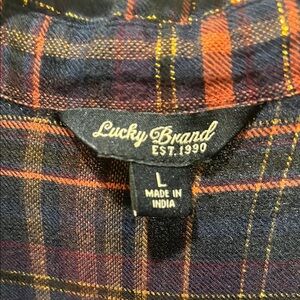 Lucky Brand
EST.1990
L
MADE IN
INDIA